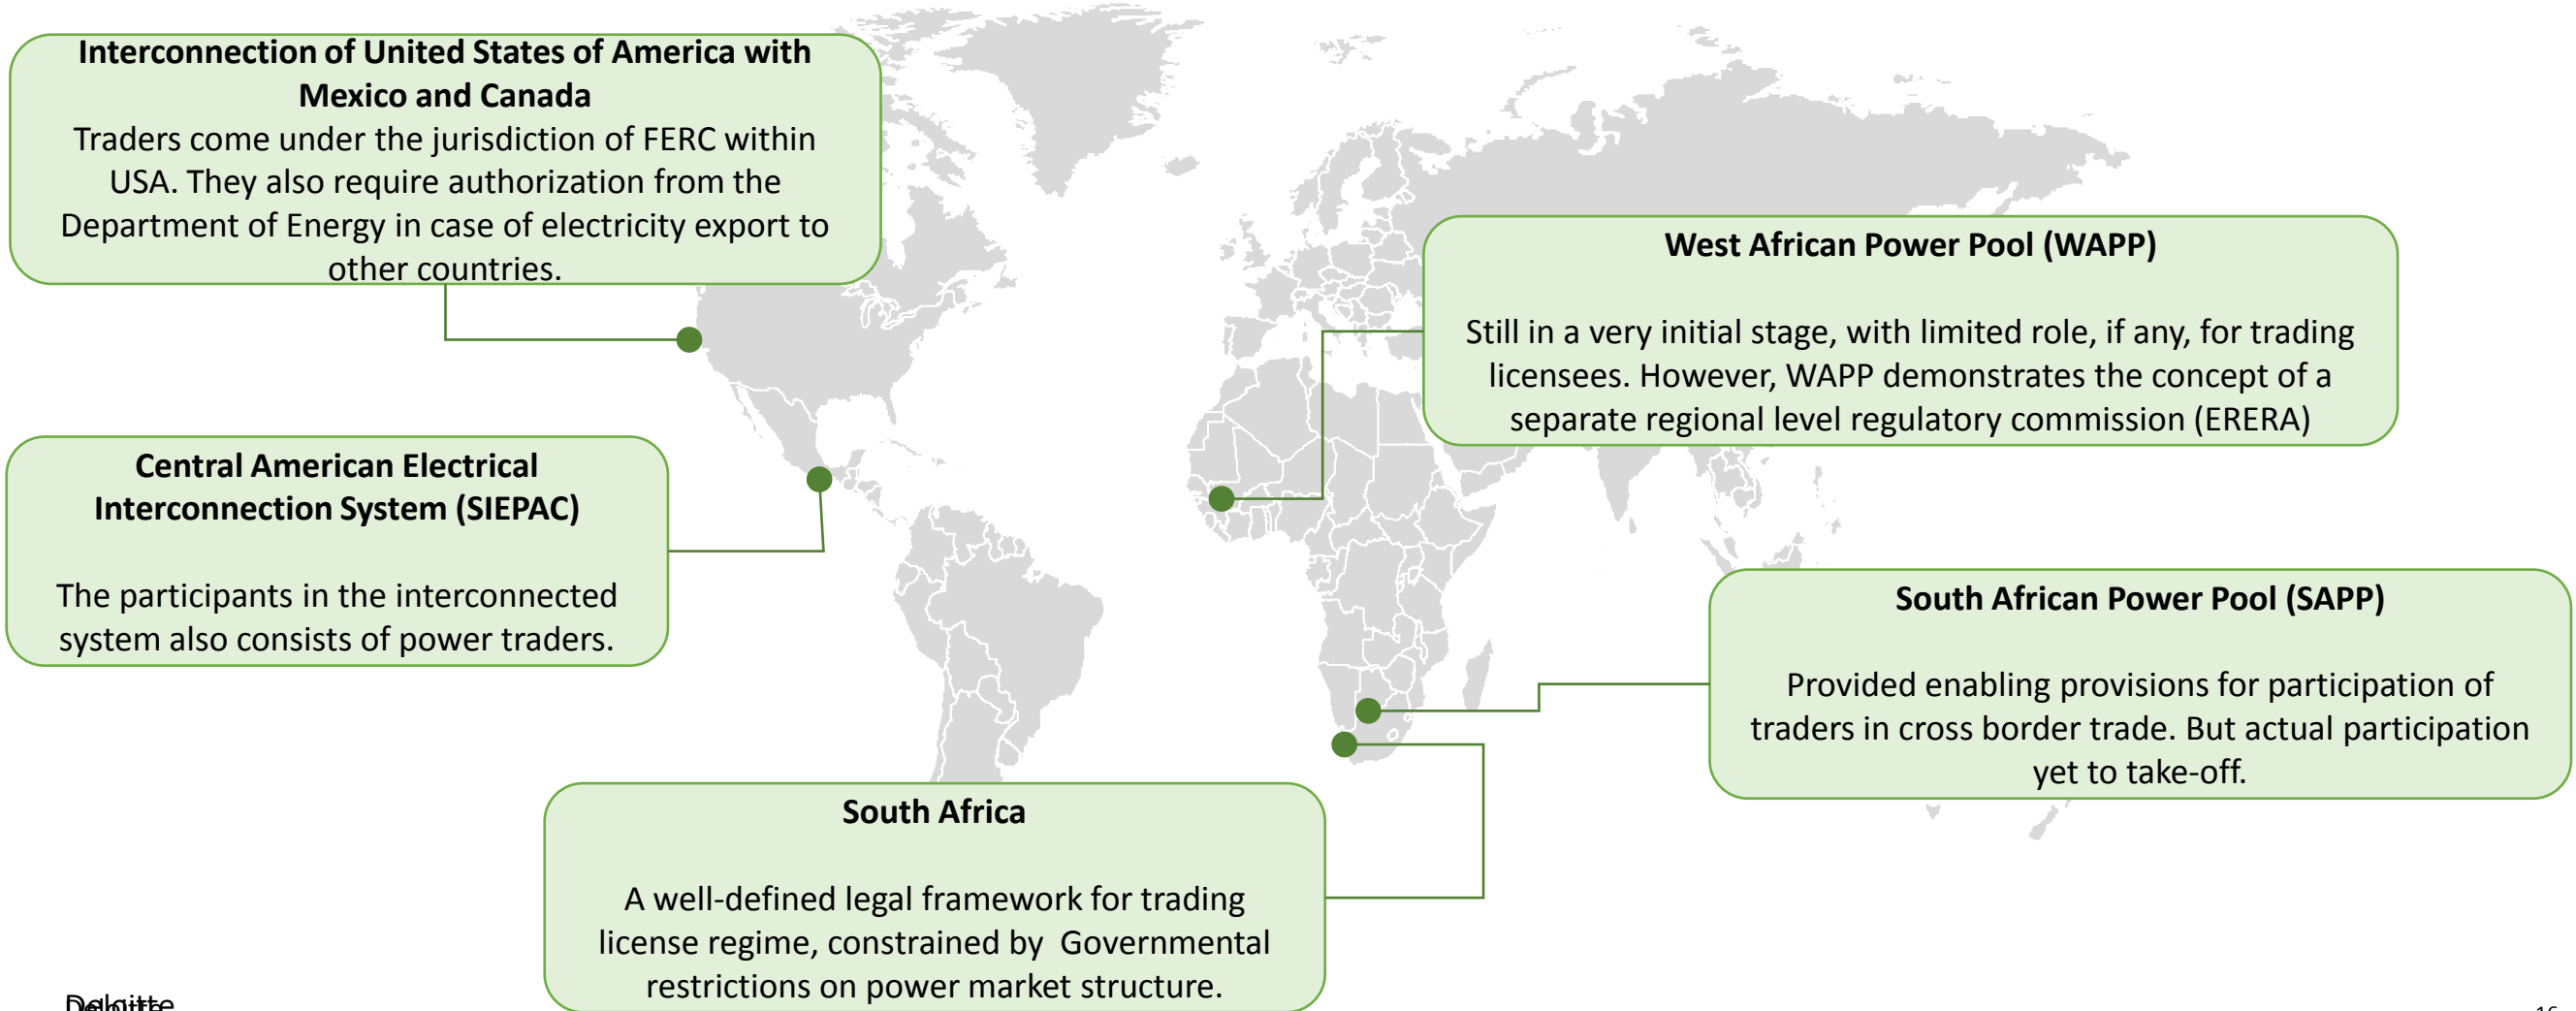 Interconnection of United States of America with
Mexico and Canada
Traders come under the jurisdiction of FERC within
USA. They also require authorization from the
Department of Energy in case of electricity export to
other countries.
West African Power Pool (WAPP)
Still in a very initial stage, with limited role, if any, for trading
licensees. However, WAPP demonstrates the concept of a
separate regional level regulatory commission (ERERA)
Central American Electrical
Interconnection System (SIEPAC)
The participants in the interconnected
system also consists of power traders.
South African Power Pool (SAPP)
Provided enabling provisions for participation of
traders in cross border trade. But actual participation
yet to take-off.
South Africa
A well-defined legal framework for trading
license regime, constrained by Governmental
restrictions on power market structure.
Deloitte